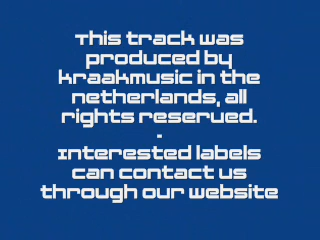 This track was
produced by
kraakmusic in the
netherlands, all
rights reserved.
-
Interested labels
can contact us
through our website